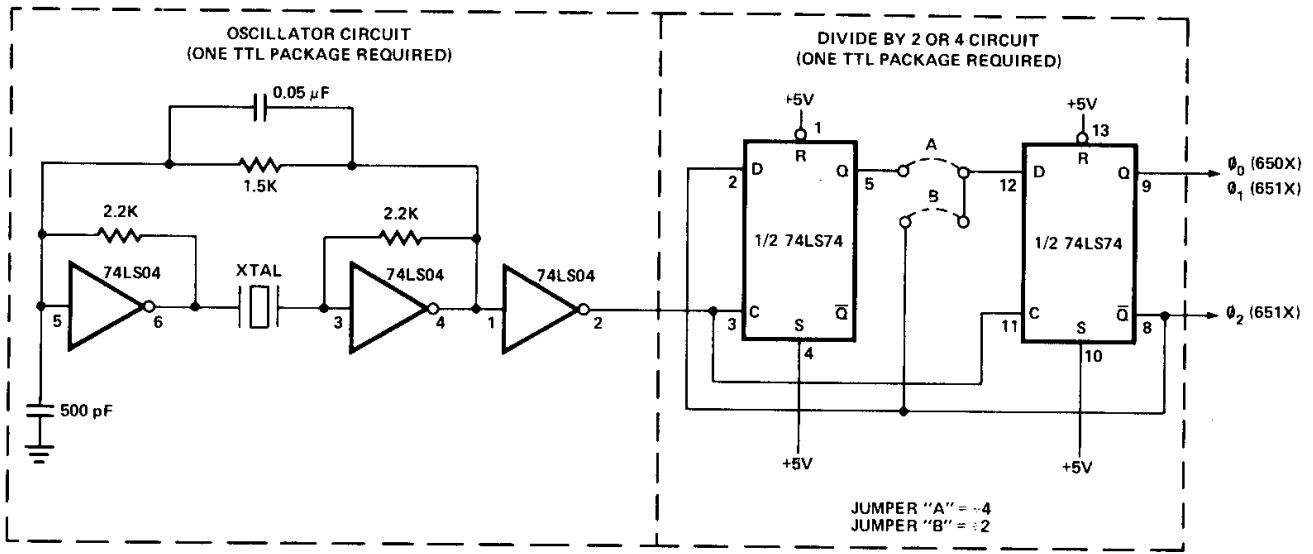 OSCILLATOR CIRCUIT
(ONE TTL PACKAGE REQUIRED)
0.05 µF
1.5K
2.2K
2.2K
74LS04
XTAL
74LS04
74LS04
5
6
3
4
1
2
500 pF
DIVIDE BY 2 OR 4 CIRCUIT
(ONE TTL PACKAGE REQUIRED)
+5V
1
R
2
D
Q
5
1/2 74LS74
3
C
Q̅
S
4
+5V
A
B
+5V
13
R
12
D
Q
9
1/2 74LS74
11
C
Q̅
8
S
10
+5V
ø₀ (650X)
ø₁ (651X)
ø₂ (651X)
JUMPER "A" = ÷4
JUMPER "B" = ÷2